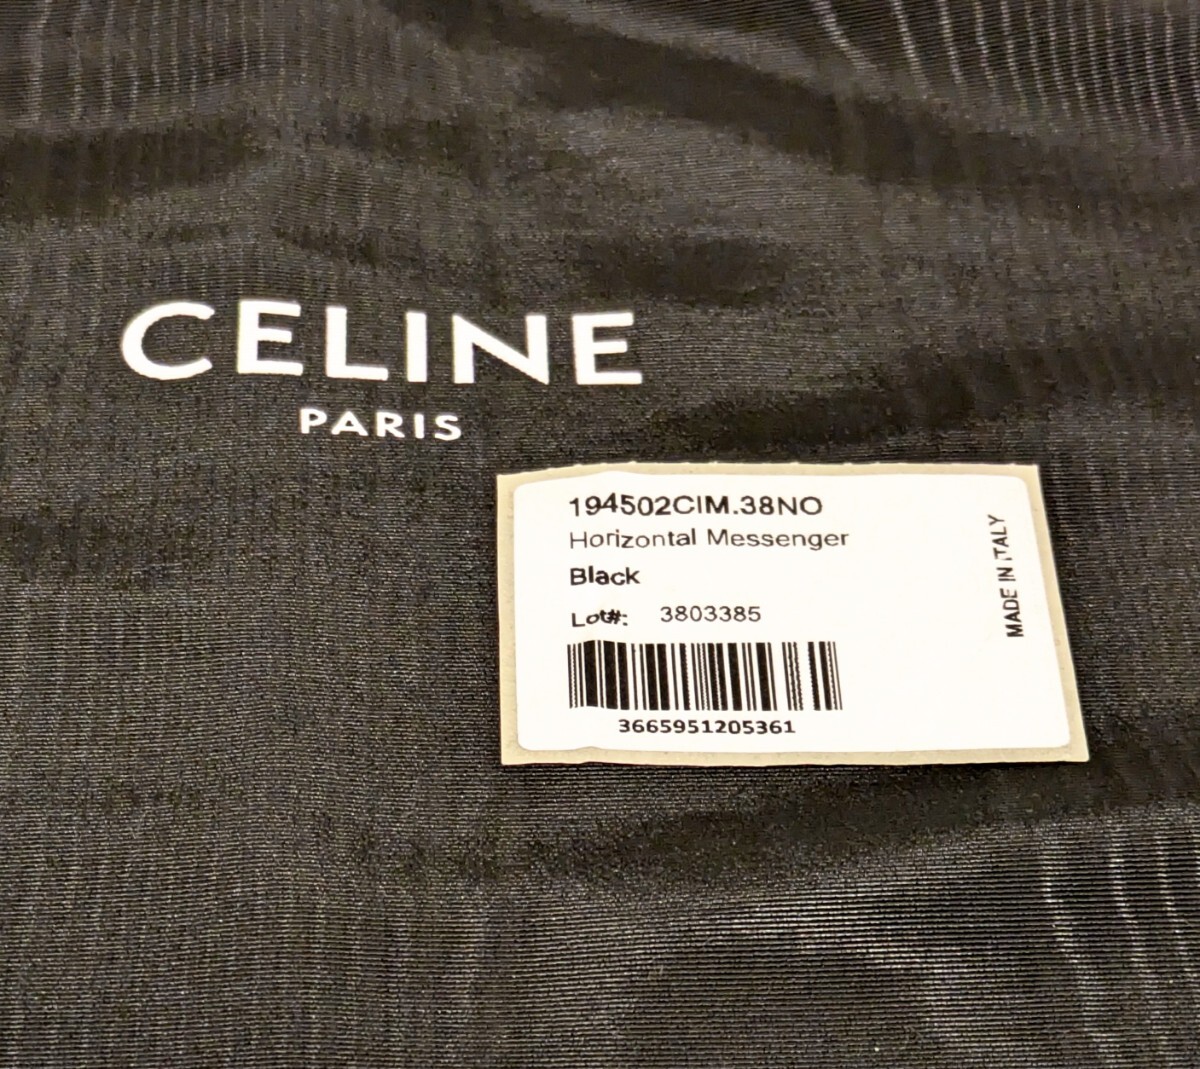 CELINE
PARIS
194502CIM.38NO
Horizontal Messenger
Black
Lot#: 3803385
3665951205361
MADE IN ITALY